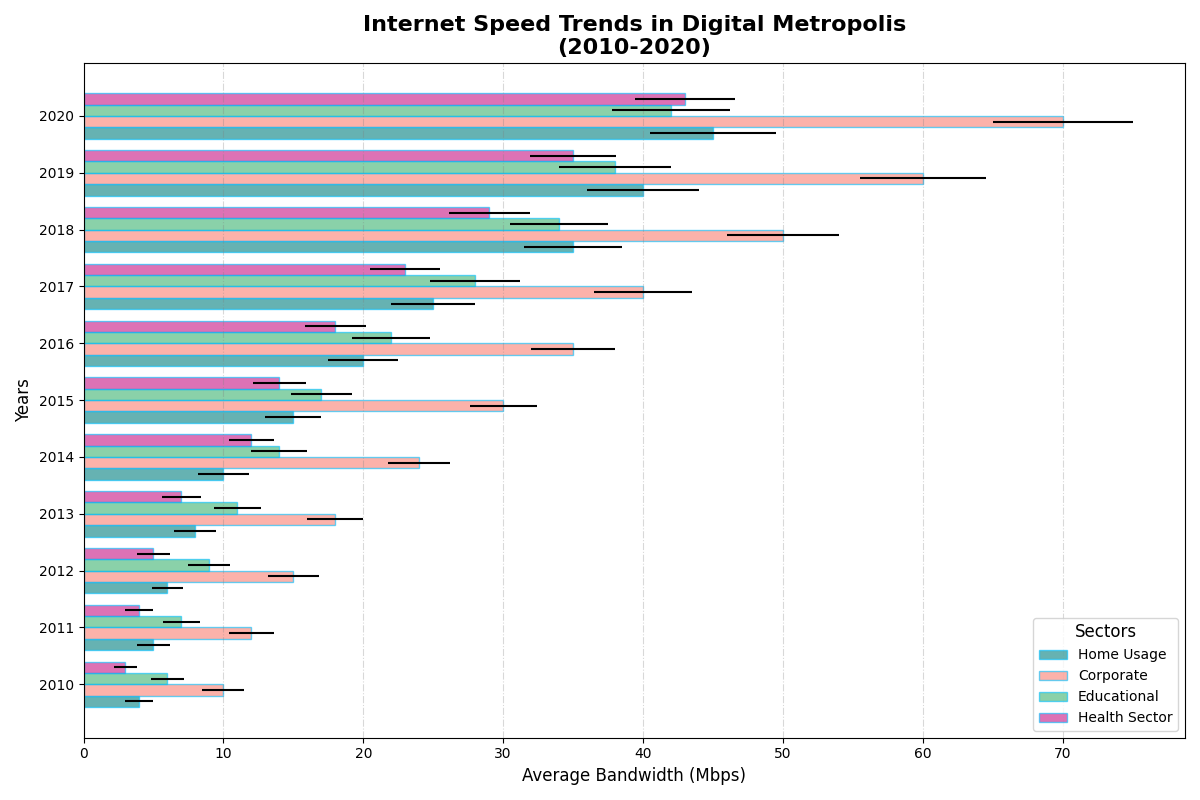 Internet Speed Trends in Digital Metropolis
(2010-2020)
Years
2020
2019
2018
2017
2016
2015
2014
2013
2012
2011
2010
0 10 20 30 40 50 60 70
Average Bandwidth (Mbps)
Sectors
Home Usage
Corporate
Educational
Health Sector